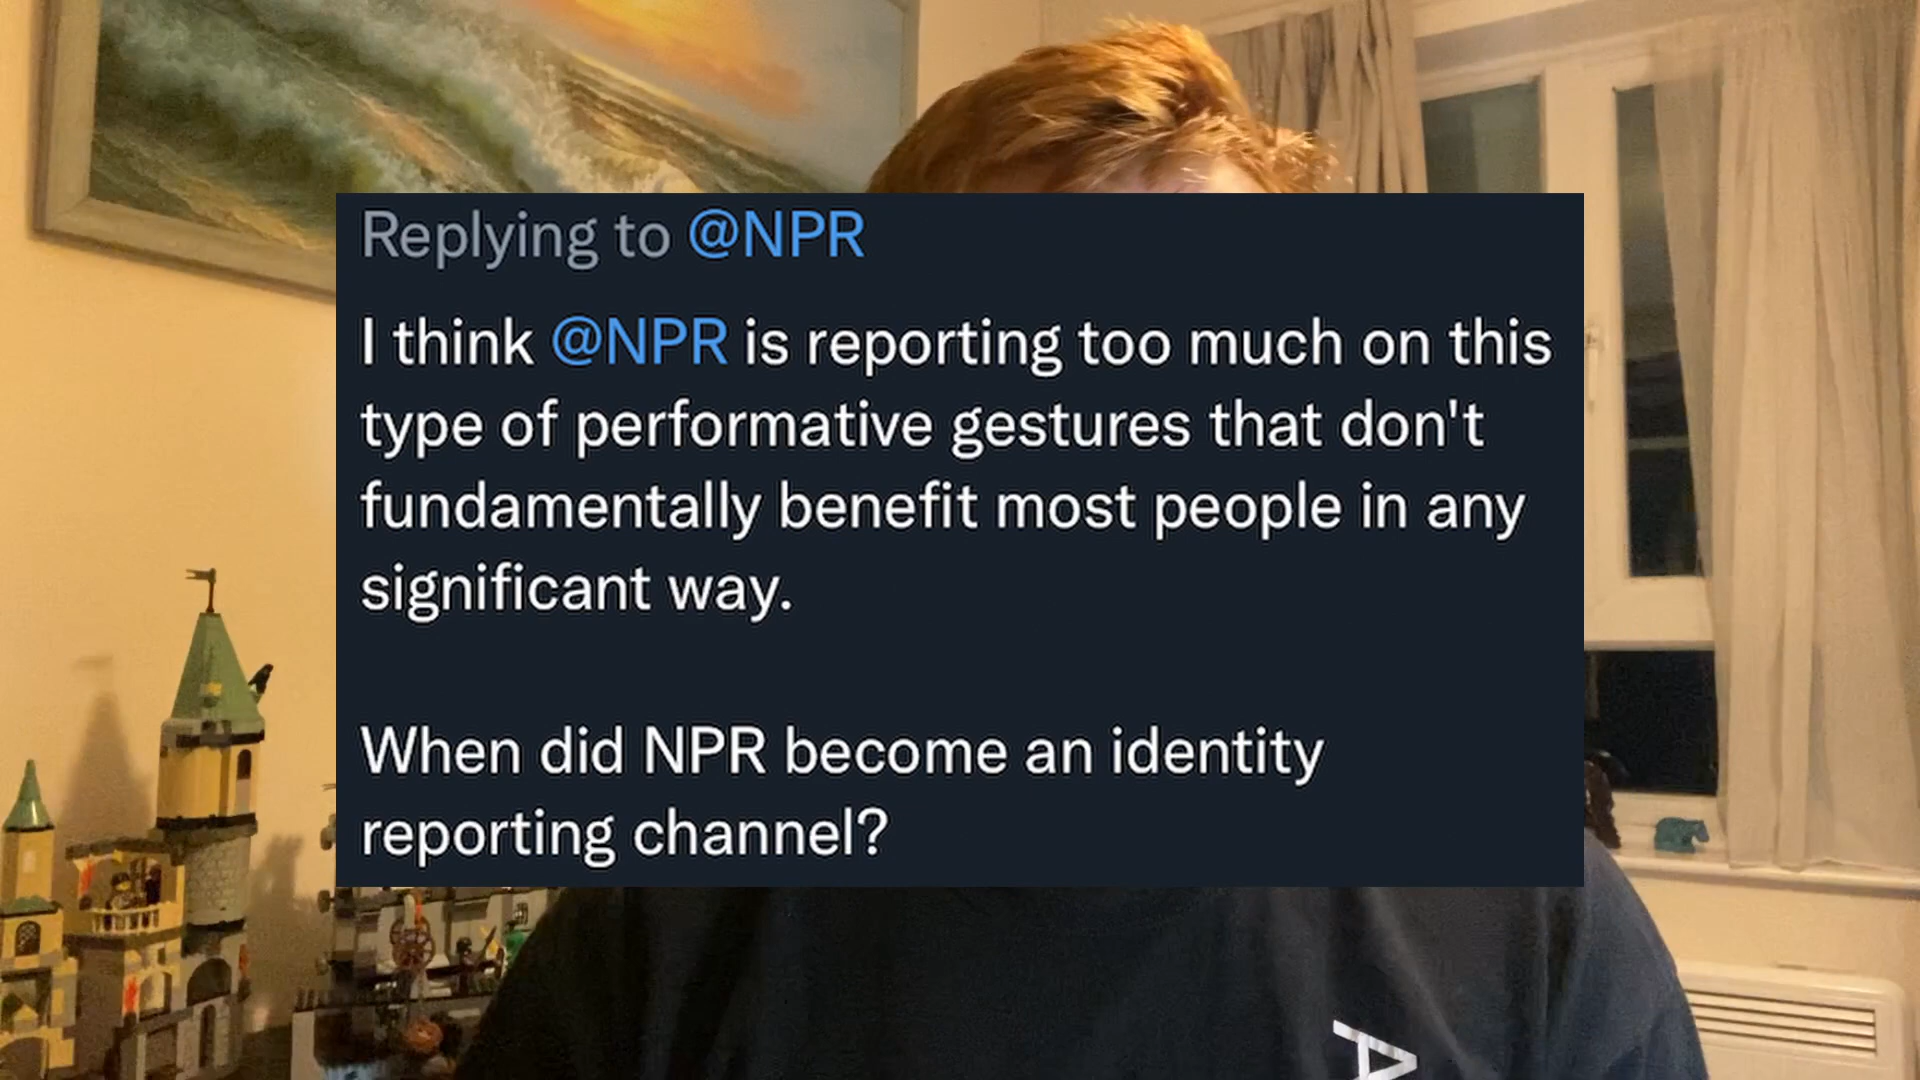 Replying to @NPR
I think @NPR is reporting too much on this
type of performative gestures that don't
fundamentally benefit most people in any
significant way.
When did NPR become an identity
reporting channel?
A